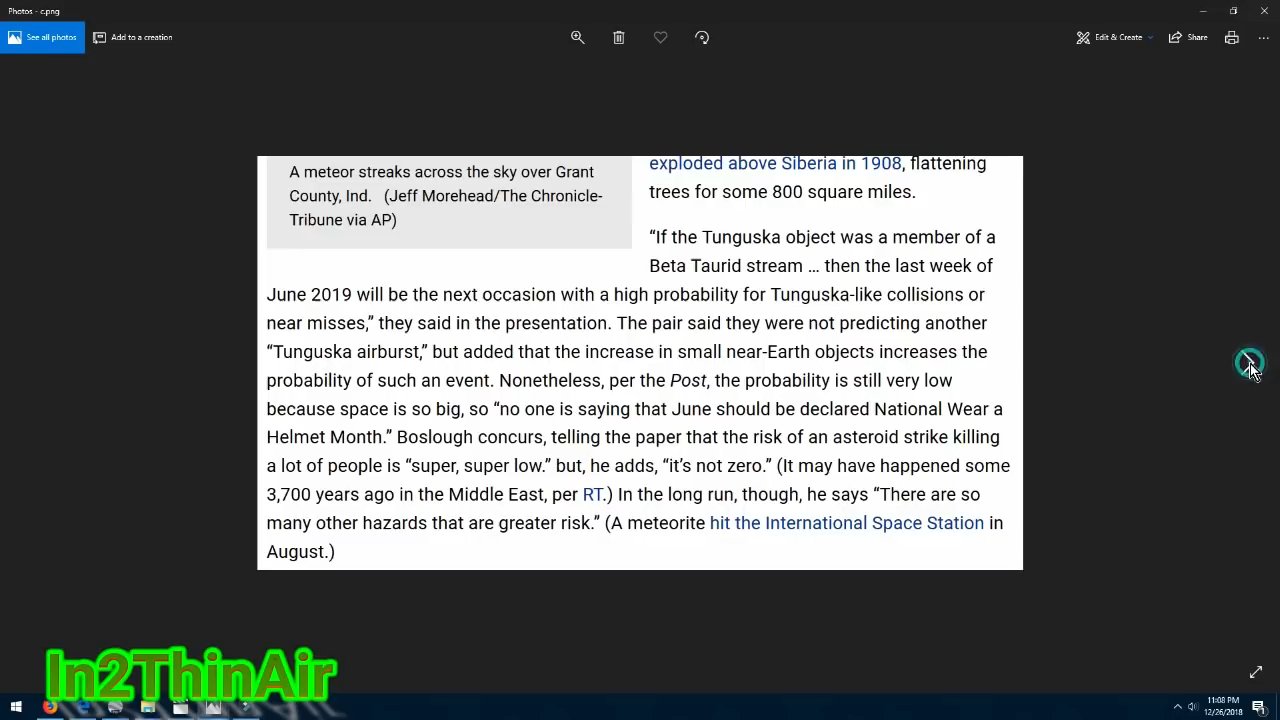 Photos - c.png
See all photos
Add to a creation
Edit & Create
Share
A meteor streaks across the sky over Grant
County, Ind. (Jeff Morehead/The Chronicle-
Tribune via AP)
exploded above Siberia in 1908, flattening
trees for some 800 square miles.
“If the Tunguska object was a member of a
Beta Taurid stream … then the last week of
June 2019 will be the next occasion with a high probability for Tunguska-like collisions or
near misses,” they said in the presentation. The pair said they were not predicting another
“Tunguska airburst,” but added that the increase in small near-Earth objects increases the
probability of such an event. Nonetheless, per the Post, the probability is still very low
because space is so big, so “no one is saying that June should be declared National Wear a
Helmet Month.” Boslough concurs, telling the paper that the risk of an asteroid strike killing
a lot of people is “super, super low.” but, he adds, “it’s not zero.” (It may have happened some
3,700 years ago in the Middle East, per RT.) In the long run, though, he says “There are so
many other hazards that are greater risk.” (A meteorite hit the International Space Station in
August.)
In2ThinAir
11:08 PM
12/26/2018